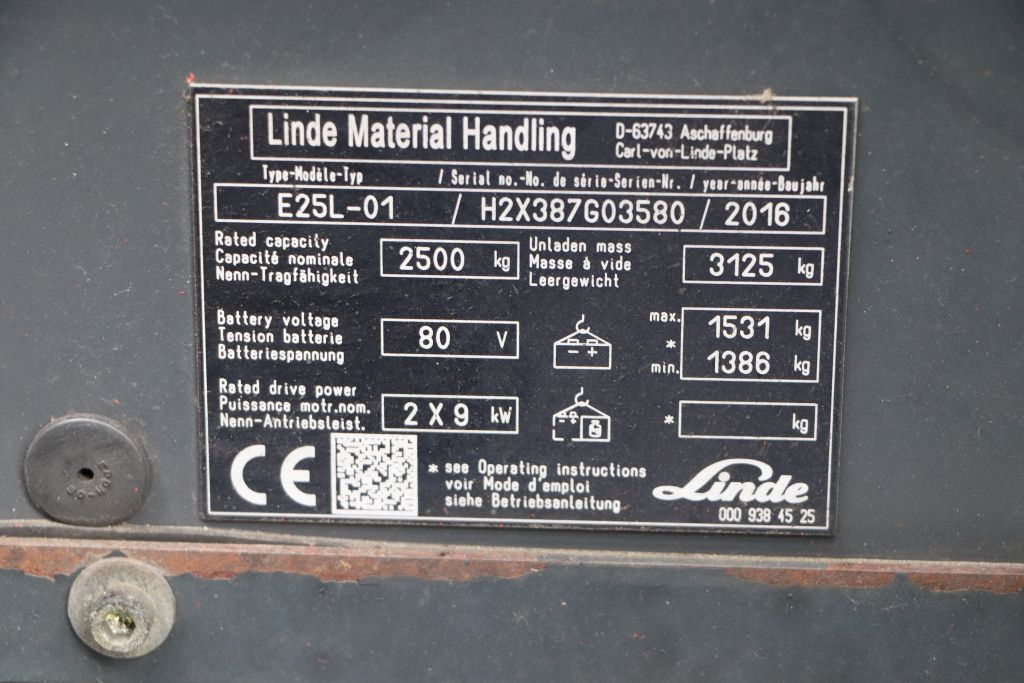 Linde Material Handling
D-63743 Aschaffenburg
Carl-von-Linde-Platz
Type-Modèle-Typ / Serial no.-No. de série-Serien-Nr. / year-année-Baujahr
E25L-01 / H2X387G03580 / 2016
Rated capacity
Capacité nominale
Nenn-Tragfähigkeit
2500 kg
Unladen mass
Masse à vide
Leergewicht
3125 kg
Battery voltage
Tension batterie
Batteriespannung
80 V
- +
max. 1531 kg
*
min. 1386 kg
Rated drive power
Puissance motr.nom.
Nenn-Antriebsleist.
2 X 9 kW
* kg
CE
* see Operating instructions
voir Mode d'emploi
siehe Betriebsanleitung
Linde
000 938 45 25